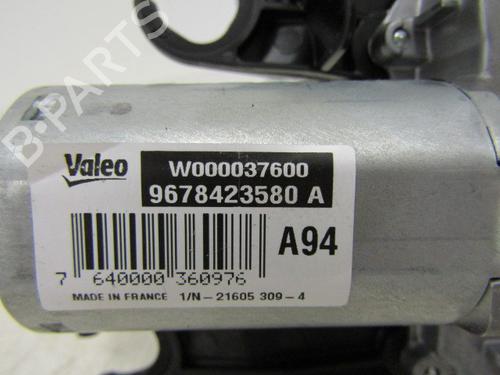 B-PARTS
Valeo
W000037600
9678423580 A
A94
7 640000 360976
MADE IN FRANCE 1/N - 21605 309 - 4